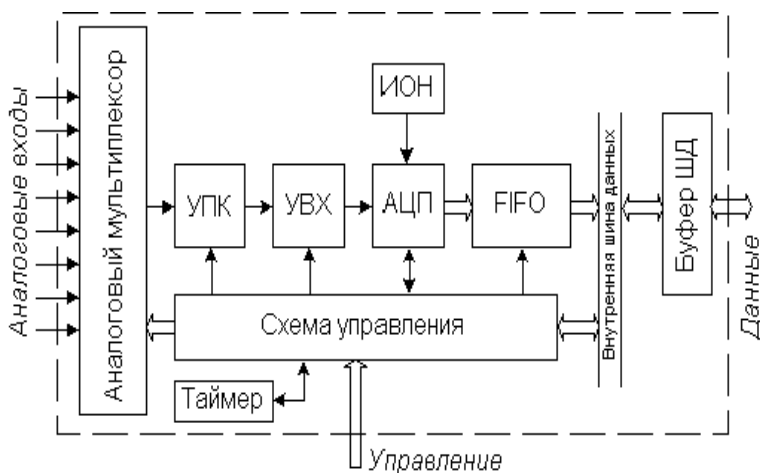 Аналоговые входы
Аналоговый мультиплексор
ИОН
УПК
УВХ
АЦП
FIFO
Внутренняя шина данных
Буфер ШД
Данные
Схема управления
Таймер
Управление